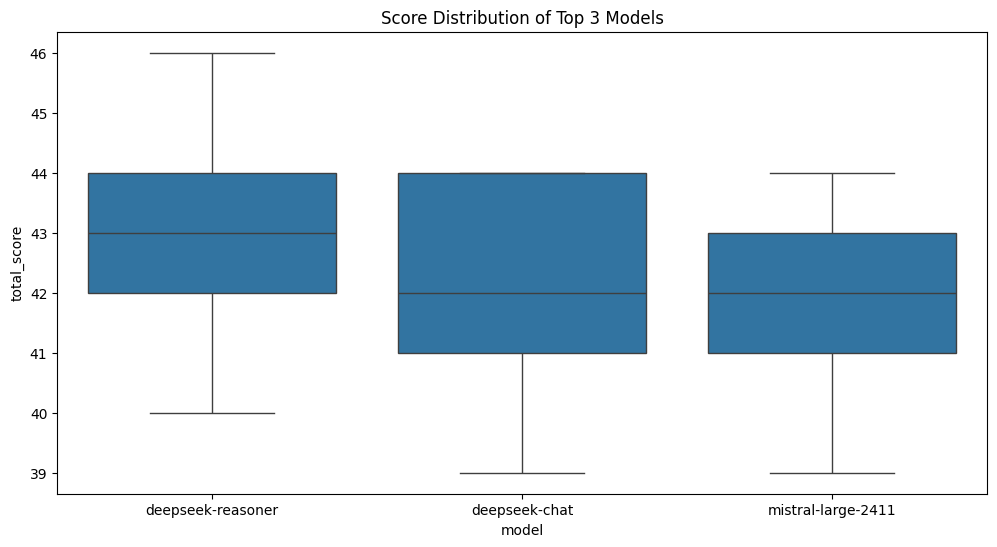 Score Distribution of Top 3 Models
total_score
46
45
44
43
42
41
40
39
deepseek-reasoner
deepseek-chat
mistral-large-2411
model